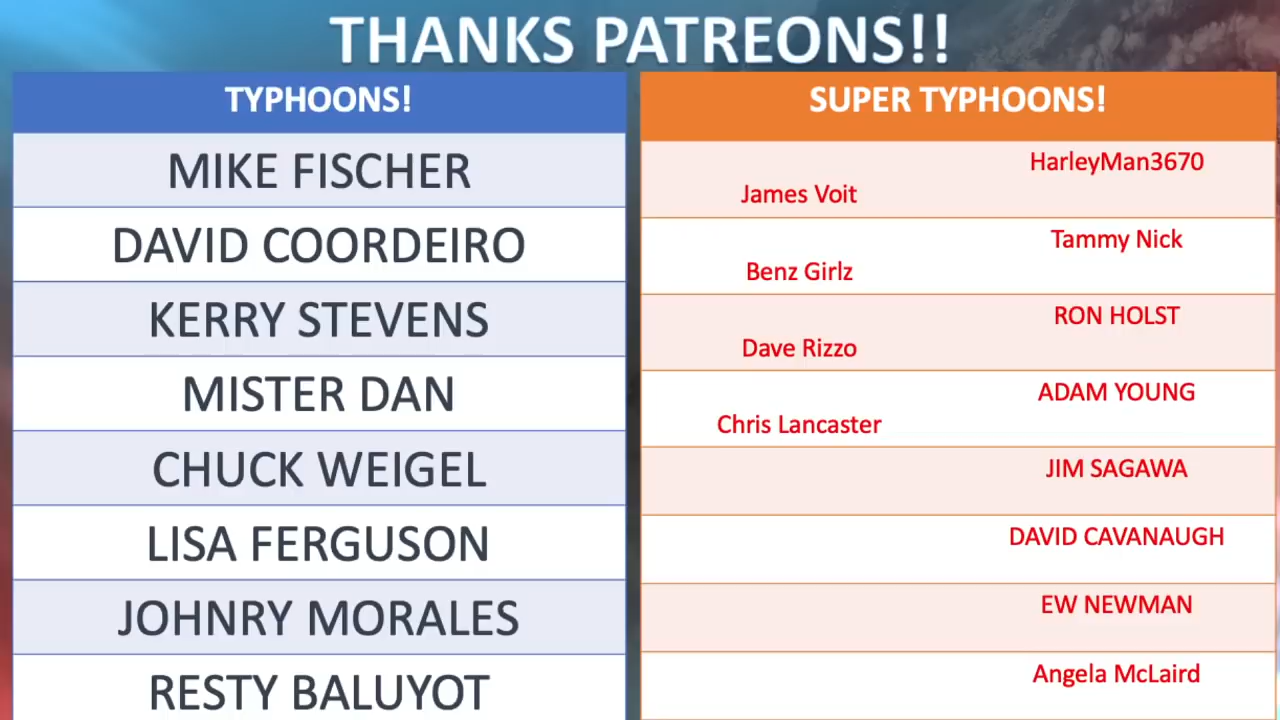 THANKS PATREONS!!
TYPHOONS!
MIKE FISCHER
DAVID COORDEIRO
KERRY STEVENS
MISTER DAN
CHUCK WEIGEL
LISA FERGUSON
JOHNRY MORALES
RESTY BALUYOT
SUPER TYPHOONS!
James Voit
HarleyMan3670
Benz Girlz
Tammy Nick
Dave Rizzo
RON HOLST
Chris Lancaster
ADAM YOUNG
JIM SAGAWA
DAVID CAVANAUGH
EW NEWMAN
Angela McLaird